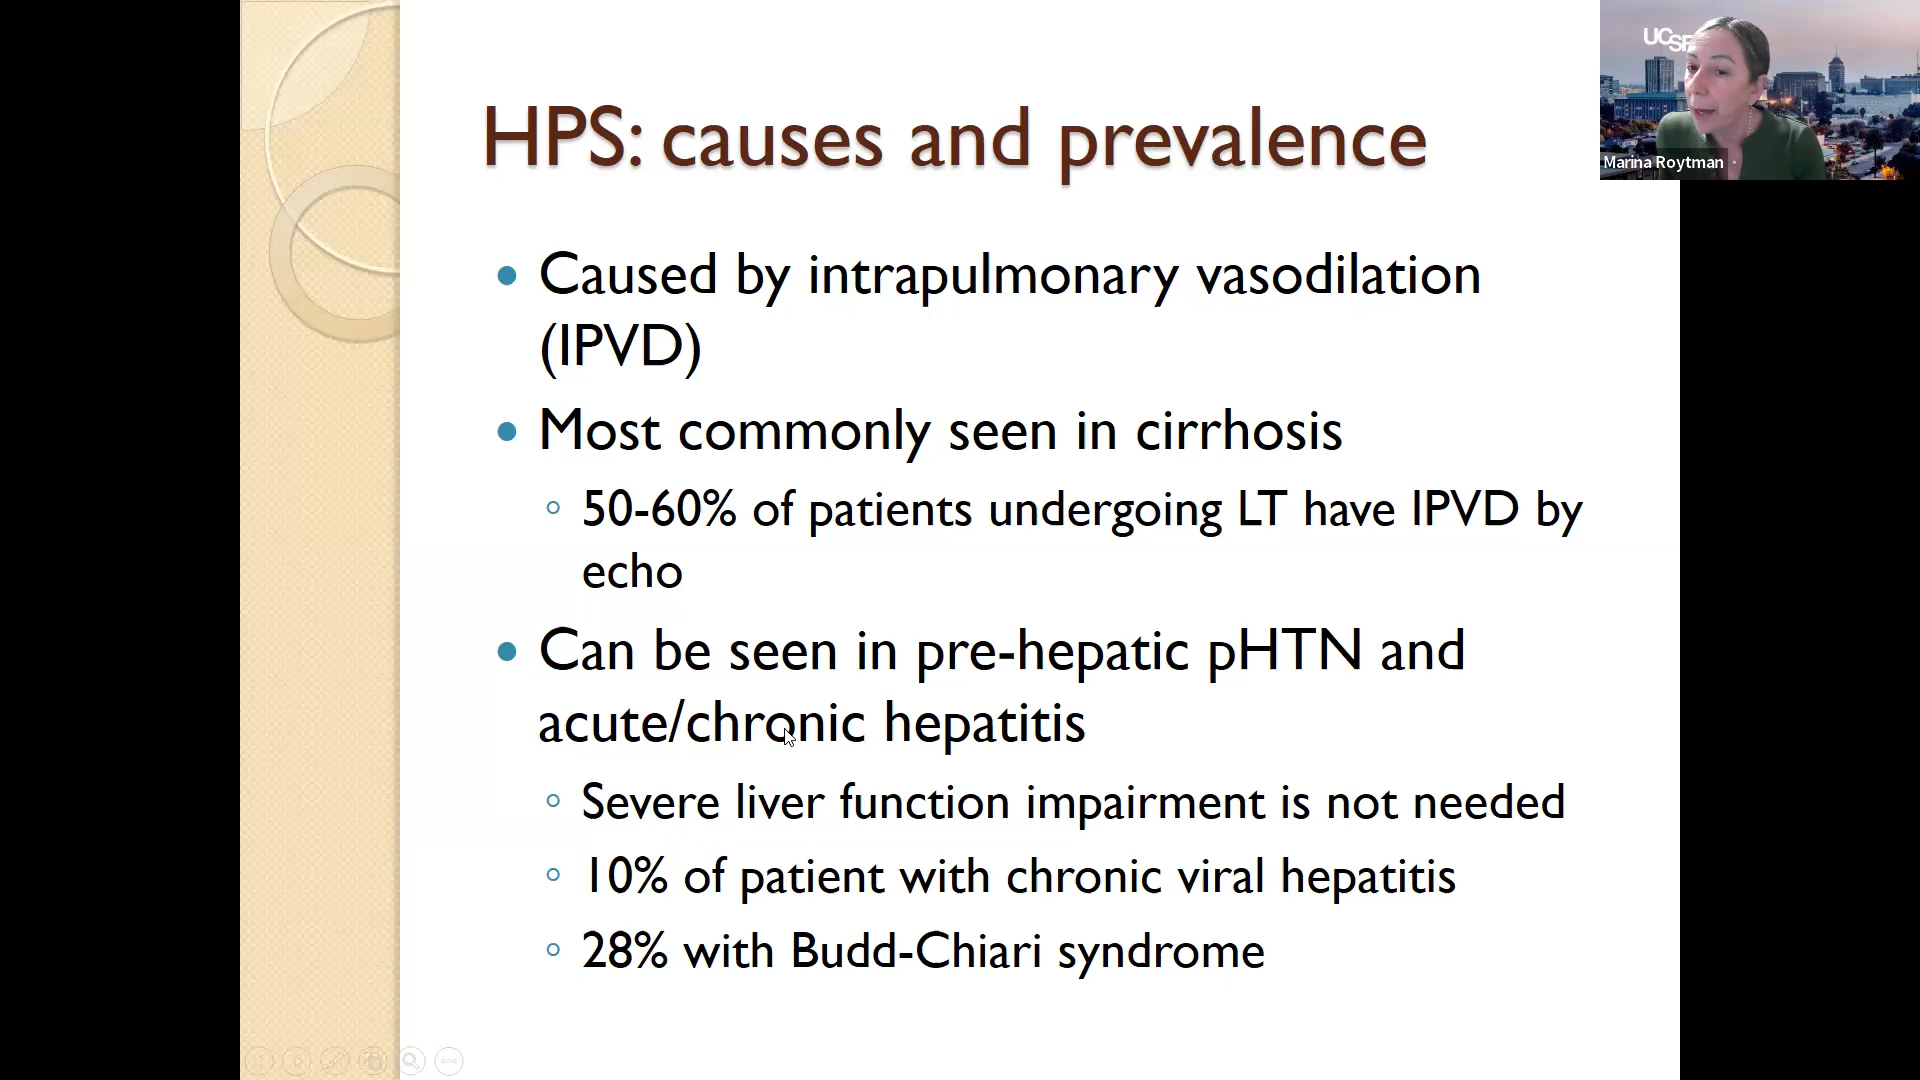 HPS: causes and prevalence
UCSF
Marina Roytman
• Caused by intrapulmonary vasodilation
(IPVD)
• Most commonly seen in cirrhosis
◦ 50-60% of patients undergoing LT have IPVD by
echo
• Can be seen in pre-hepatic pHTN and
acute/chronic hepatitis
◦ Severe liver function impairment is not needed
◦ 10% of patient with chronic viral hepatitis
◦ 28% with Budd-Chiari syndrome